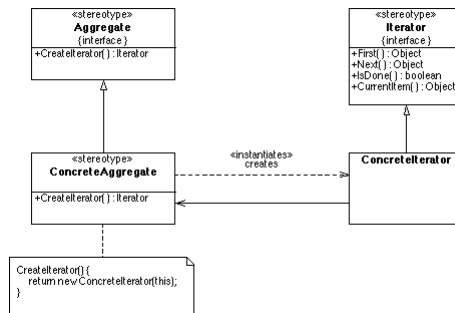 «stereotype»
Aggregate
{interface}
+CreateIterator() : Iterator
«stereotype»
Iterator
{interface}
+First() : Object
+Next() : Object
+IsDone() : boolean
+CurrentItem() : Object
«stereotype»
ConcreteAggregate
+CreateIterator() : Iterator
«instantiates»
creates
ConcreteIterator
CreateIterator() {
return new ConcreteIterator(this);
}